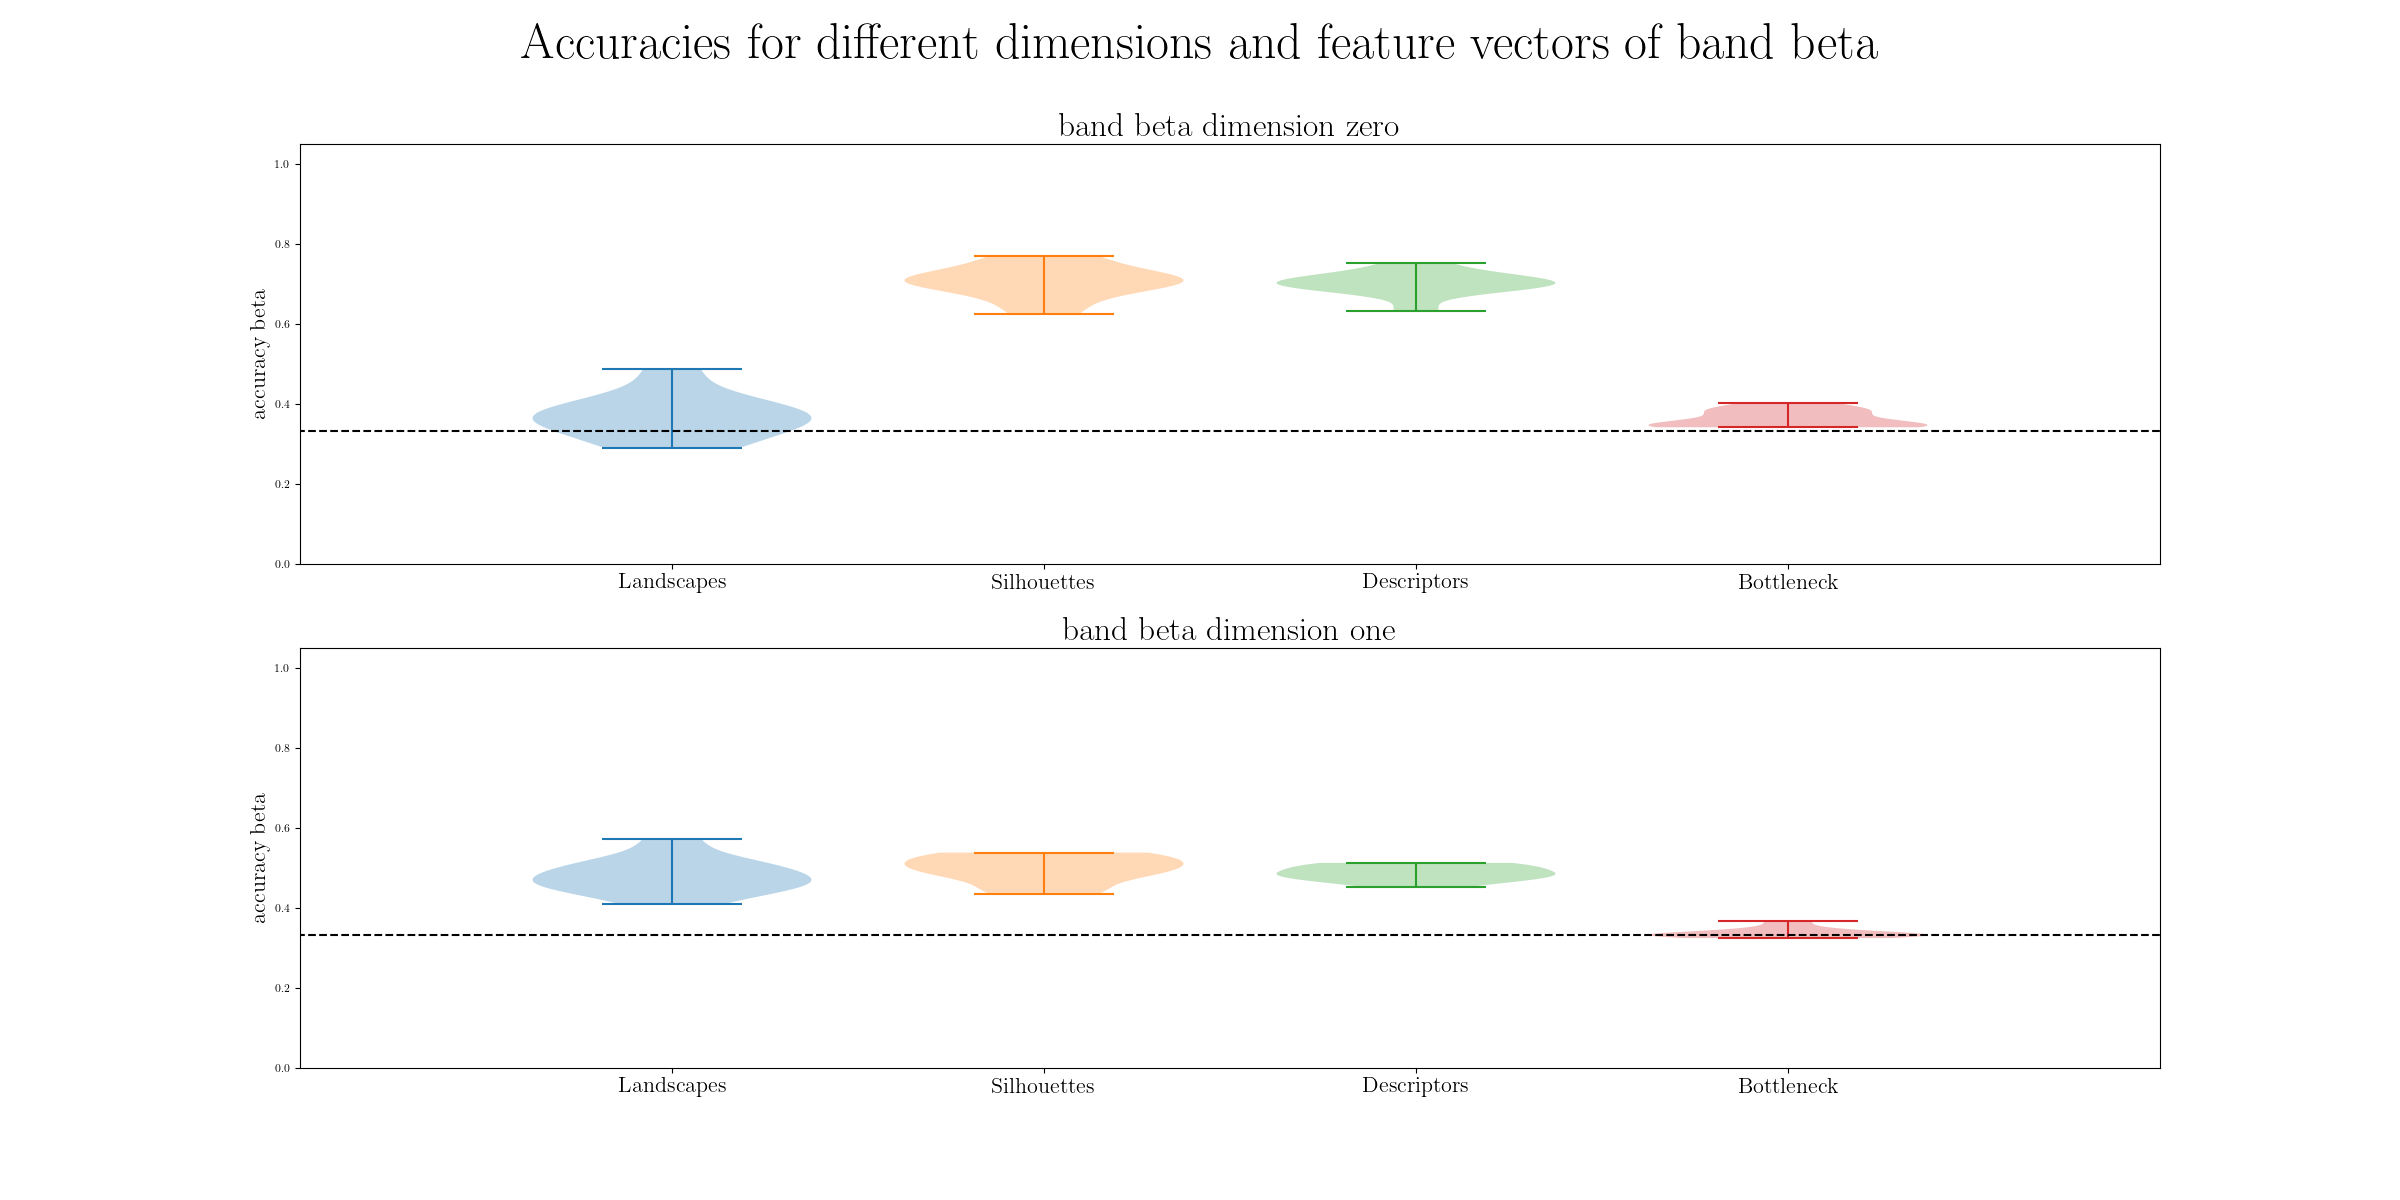 Accuracies for different dimensions and feature vectors of band beta
band beta dimension zero
1.0
0.8
0.6
0.4
0.2
0.0
accuracy beta
Landscapes Silhouettes Descriptors Bottleneck
band beta dimension one
1.0
0.8
0.6
0.4
0.2
0.0
accuracy beta
Landscapes Silhouettes Descriptors Bottleneck